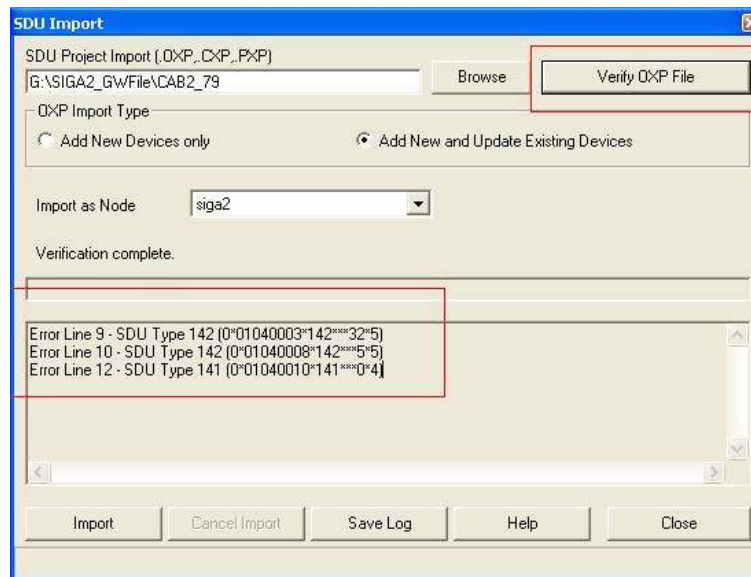 SDU Import
SDU Project Import (.OXP,.CXP,.PXP)
G:\SIGA2_GWFile\CAB2_79
Browse
Verify OXP File
OXP Import Type
Add New Devices only
Add New and Update Existing Devices
Import as Node
siga2
Verification complete.
Error Line 9 - SDU Type 142 (0*01040003*142***32*5)
Error Line 10 - SDU Type 142 (0*01040008*142***5*5)
Error Line 12 - SDU Type 141 (0*01040010*141***0*4)
Import
Cancel Import
Save Log
Help
Close